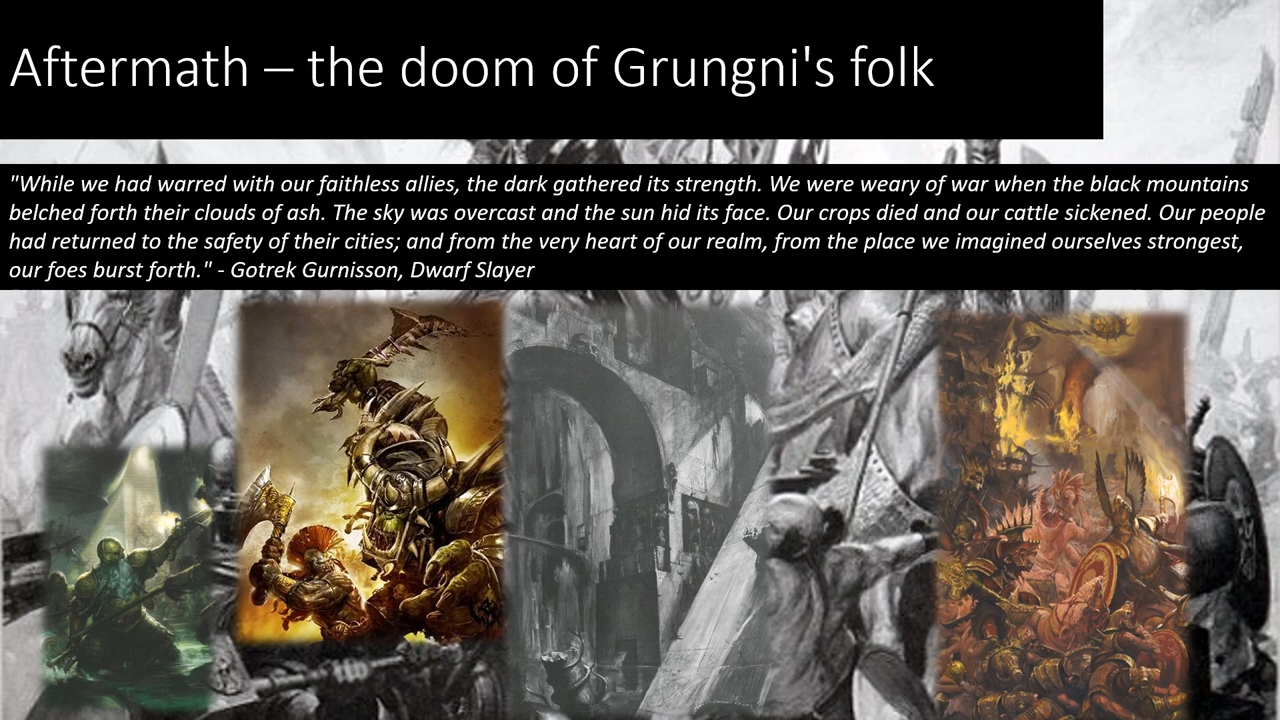 Aftermath – the doom of Grungni's folk
"While we had warred with our faithless allies, the dark gathered its strength. We were weary of war when the black mountains
belched forth their clouds of ash. The sky was overcast and the sun hid its face. Our crops died and our cattle sickened. Our people
had returned to the safety of their cities; and from the very heart of our realm, from the place we imagined ourselves strongest,
our foes burst forth." - Gotrek Gurnisson, Dwarf Slayer